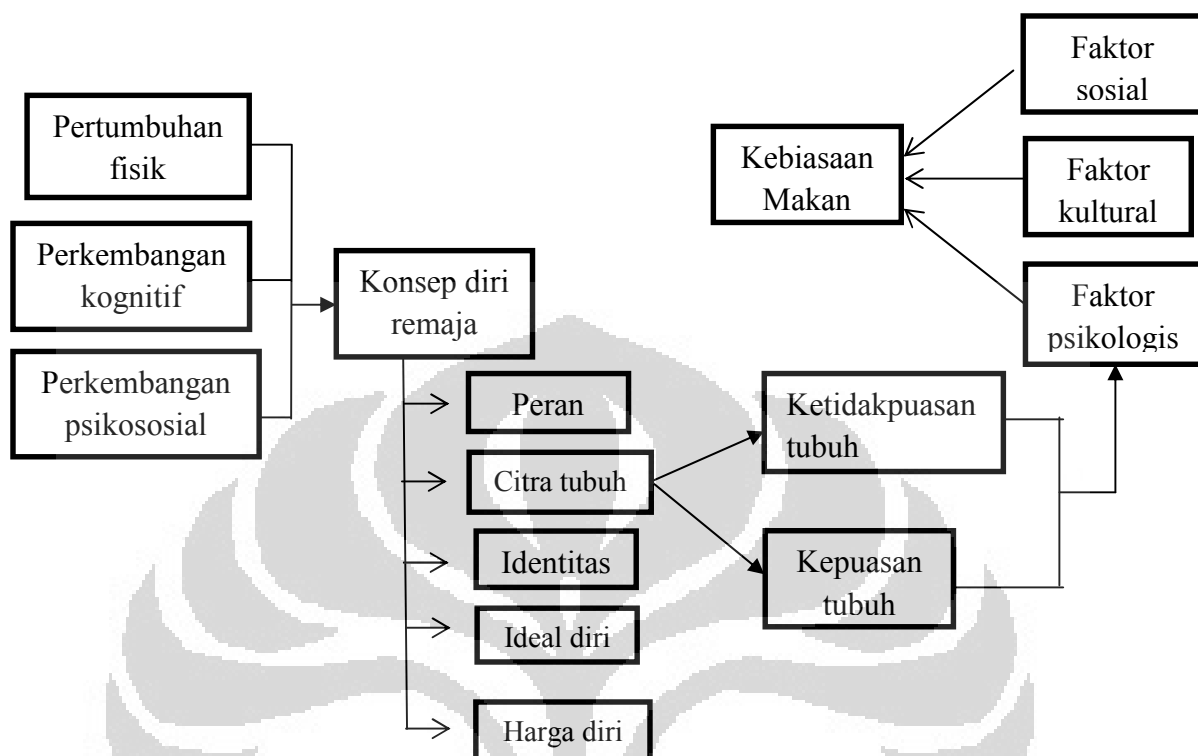 Pertumbuhan
fisik
Perkembangan
kognitif
Perkembangan
psikososial
Konsep diri
remaja
Peran
Citra tubuh
Identitas
Ideal diri
Harga diri
Ketidakpuasan
tubuh
Kepuasan
tubuh
Kebiasaan
Makan
Faktor
sosial
Faktor
kultural
Faktor
psikologis